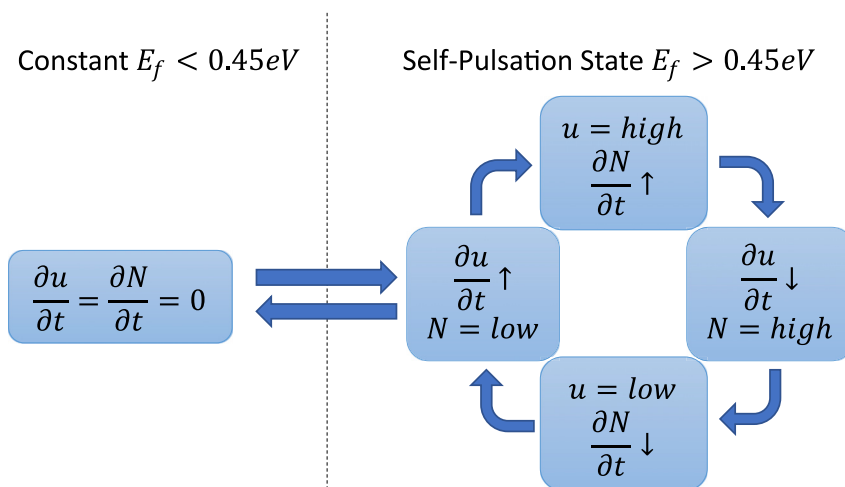 Constant E_f < 0.45eV
Self-Pulsation State E_f > 0.45eV
u = high
∂N/∂t ↑
∂u/∂t = ∂N/∂t = 0
∂u/∂t ↑
N = low
∂u/∂t ↓
N = high
u = low
∂N/∂t ↓